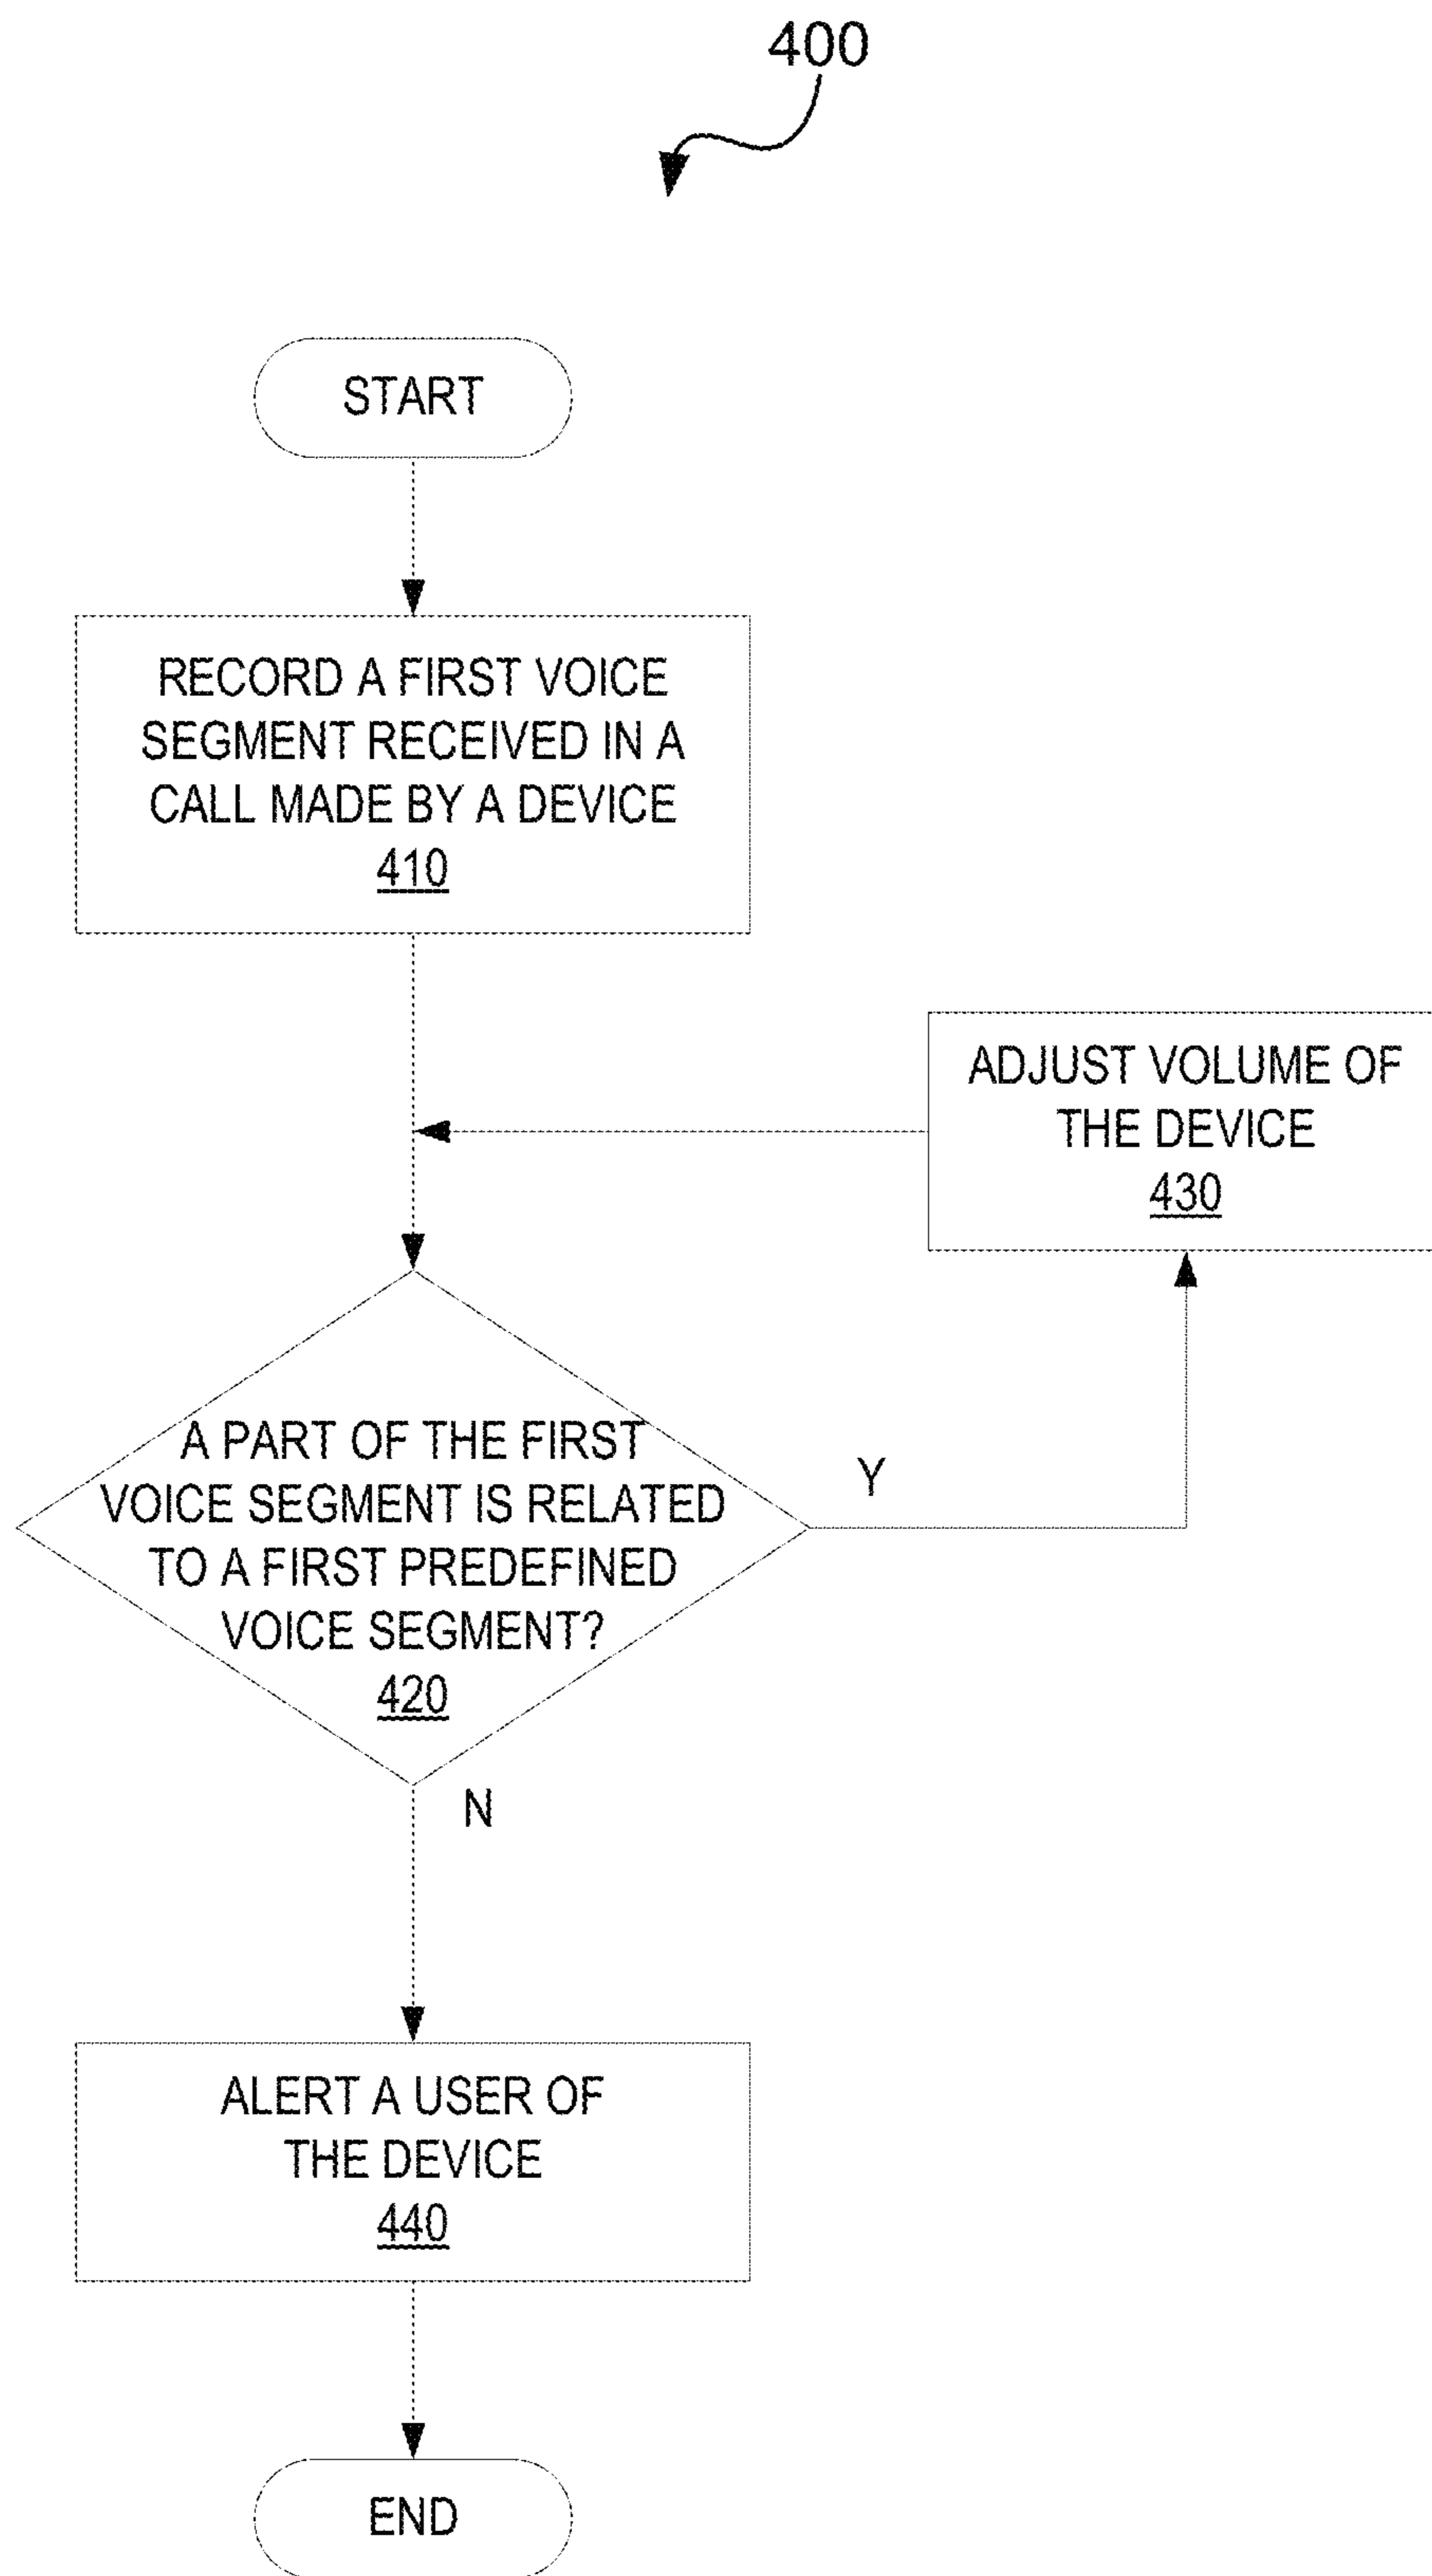 400
START
RECORD A FIRST VOICE
SEGMENT RECEIVED IN A
CALL MADE BY A DEVICE
410
ADJUST VOLUME OF
THE DEVICE
430
A PART OF THE FIRST
VOICE SEGMENT IS RELATED
TO A FIRST PREDEFINED
VOICE SEGMENT?
420
Y
N
ALERT A USER OF
THE DEVICE
440
END